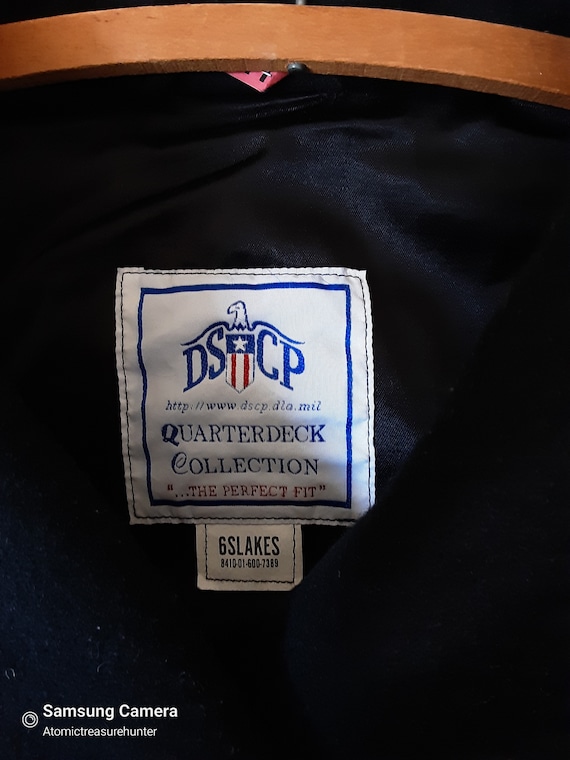 DSCP
http://www.dscp.dla.mil
QUARTERDECK
COLLECTION
"...THE PERFECT FIT"
6SLAKES
8410-01-600-7389
Samsung Camera
Atomictreasurehunter